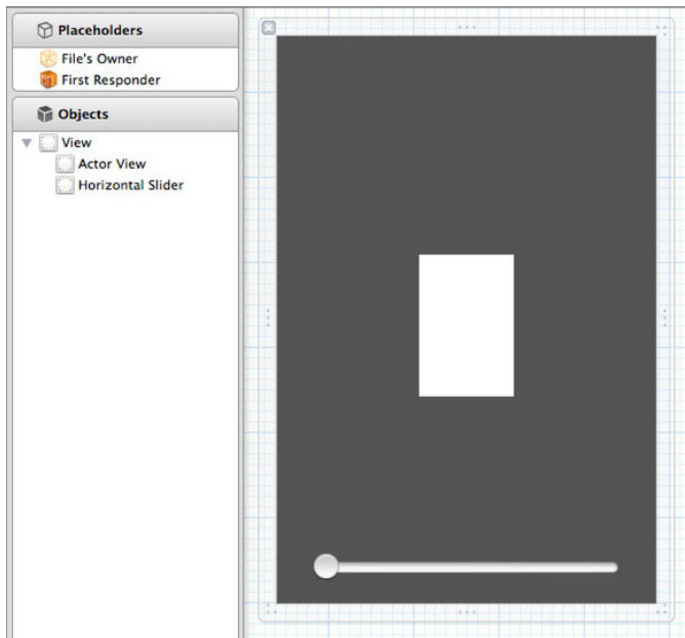 Placeholders
File's Owner
First Responder
Objects
View
Actor View
Horizontal Slider